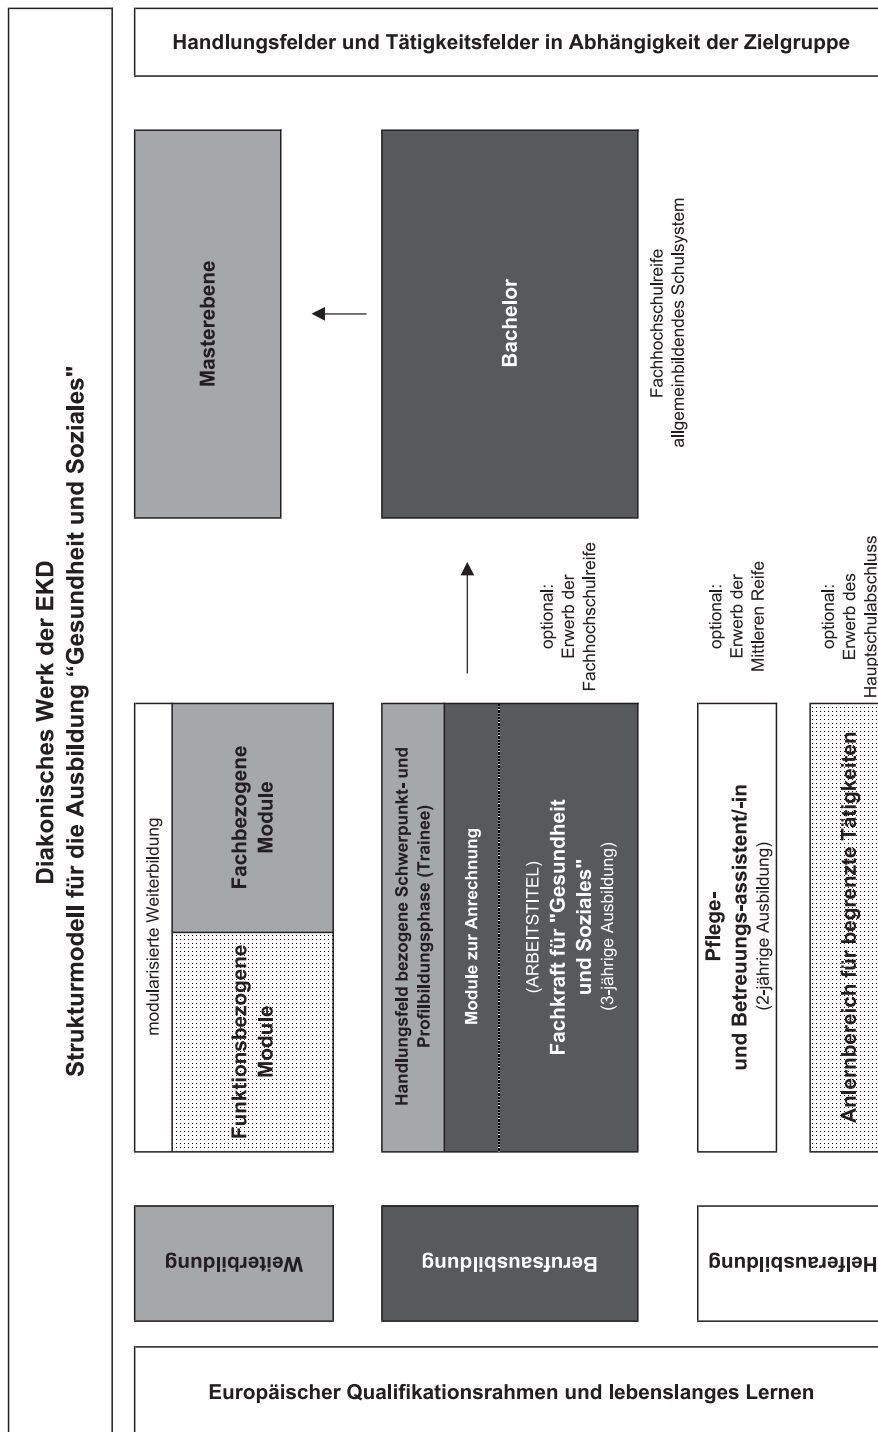 Diakonisches Werk der EKD
Strukturmodell für die Ausbildung “Gesundheit und Soziales"
Europäischer Qualifikationsrahmen und lebenslanges Lernen
Weiterbildung
modularisierte Weiterbildung
Funktionsbezogene
Module
Fachbezogene
Module
Masterebene
Berufsausbildung
Handlungsfeld bezogene Schwerpunkt- und
Profilbildungsphase (Trainee)
Module zur Anrechnung
(ARBEITSTITEL)
Fachkraft für "Gesundheit
und Soziales"
(3-jährige Ausbildung)
optional:
Erwerb der
Fachhochschulreife
Bachelor
Fachhochschulreife
allgemeinbildendes Schulsystem
Helferausbildung
Pflege-
und Betreuungs-assistent/-in
(2-jährige Ausbildung)
optional:
Erwerb der
Mittleren Reife
Anlernbereich für begrenzte Tätigkeiten
optional:
Erwerb des
Hauptschulabschluss
Handlungsfelder und Tätigkeitsfelder in Abhängigkeit der Zielgruppe